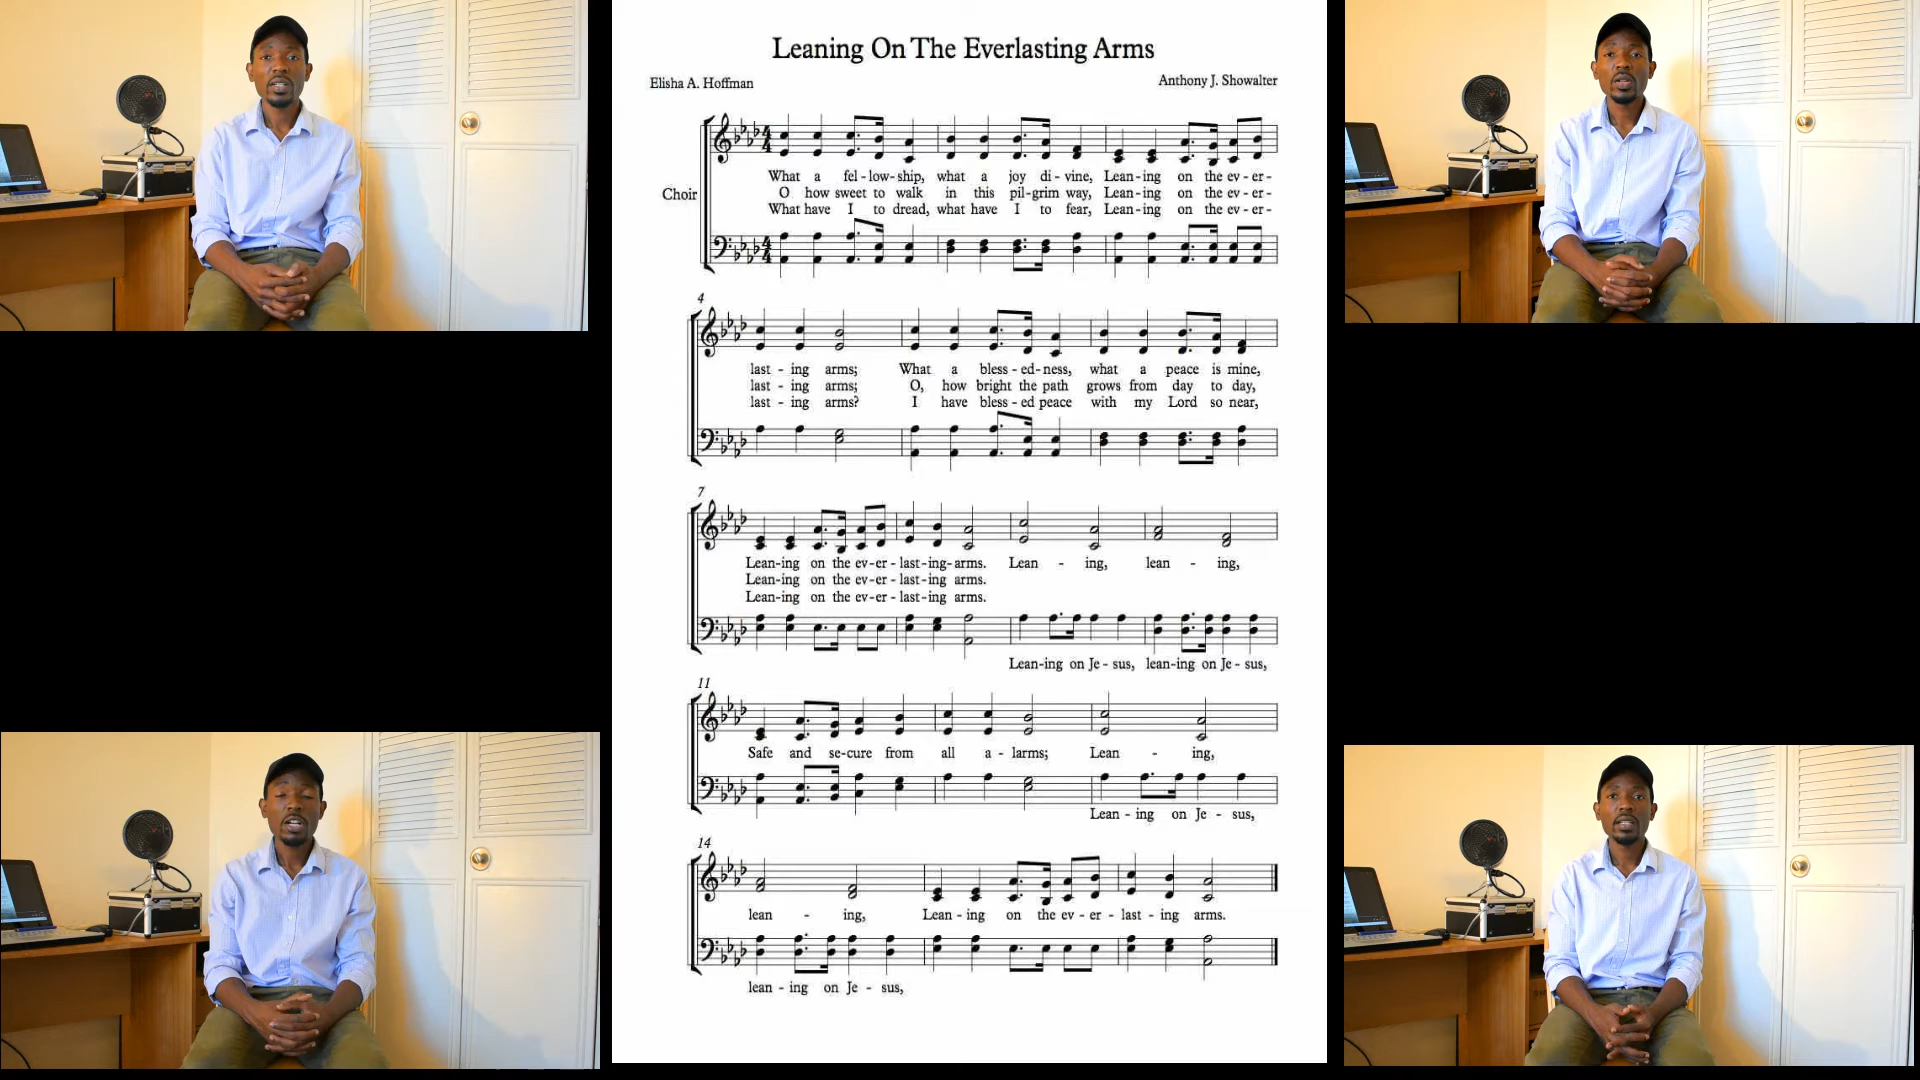 Leaning On The Everlasting Arms
Elisha A. Hoffman
Anthony J. Showalter
Choir
What a fel - low - ship, what a joy di - vine, Lean - ing on the ev - er -
O how sweet to walk in this pil - grim way, Lean - ing on the ev - er -
What have I to dread, what have I to fear, Lean - ing on the ev - er -
4
last - ing arms; What a bless - ed - ness, what a peace is mine,
last - ing arms; O, how bright the path grows from day to day,
last - ing arms? I have bless - ed peace with my Lord so near,
7
Lean - ing on the ev - er - last - ing - arms. Lean - ing, lean - ing,
Lean - ing on the ev - er - last - ing arms.
Lean - ing on the ev - er - last - ing arms.
Lean - ing on Je - sus, lean - ing on Je - sus,
11
Safe and se - cure from all a - larms; Lean - ing,
Lean - ing on Je - sus,
14
lean - ing, Lean - ing on the ev - er - last - ing arms.
lean - ing on Je - sus,